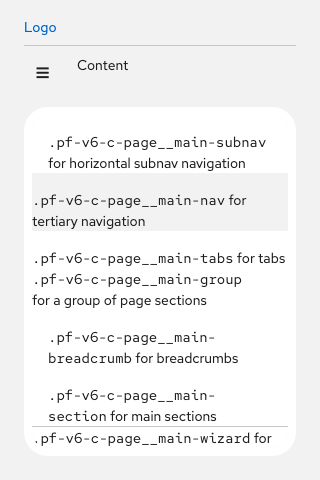 Logo
Content
.pf-v6-c-page__main-subnav
for horizontal subnav navigation
.pf-v6-c-page__main-nav for
tertiary navigation
.pf-v6-c-page__main-tabs for tabs
.pf-v6-c-page__main-group
for a group of page sections
.pf-v6-c-page__main-
breadcrumb for breadcrumbs
.pf-v6-c-page__main-
section for main sections
.pf-v6-c-page__main-wizard for